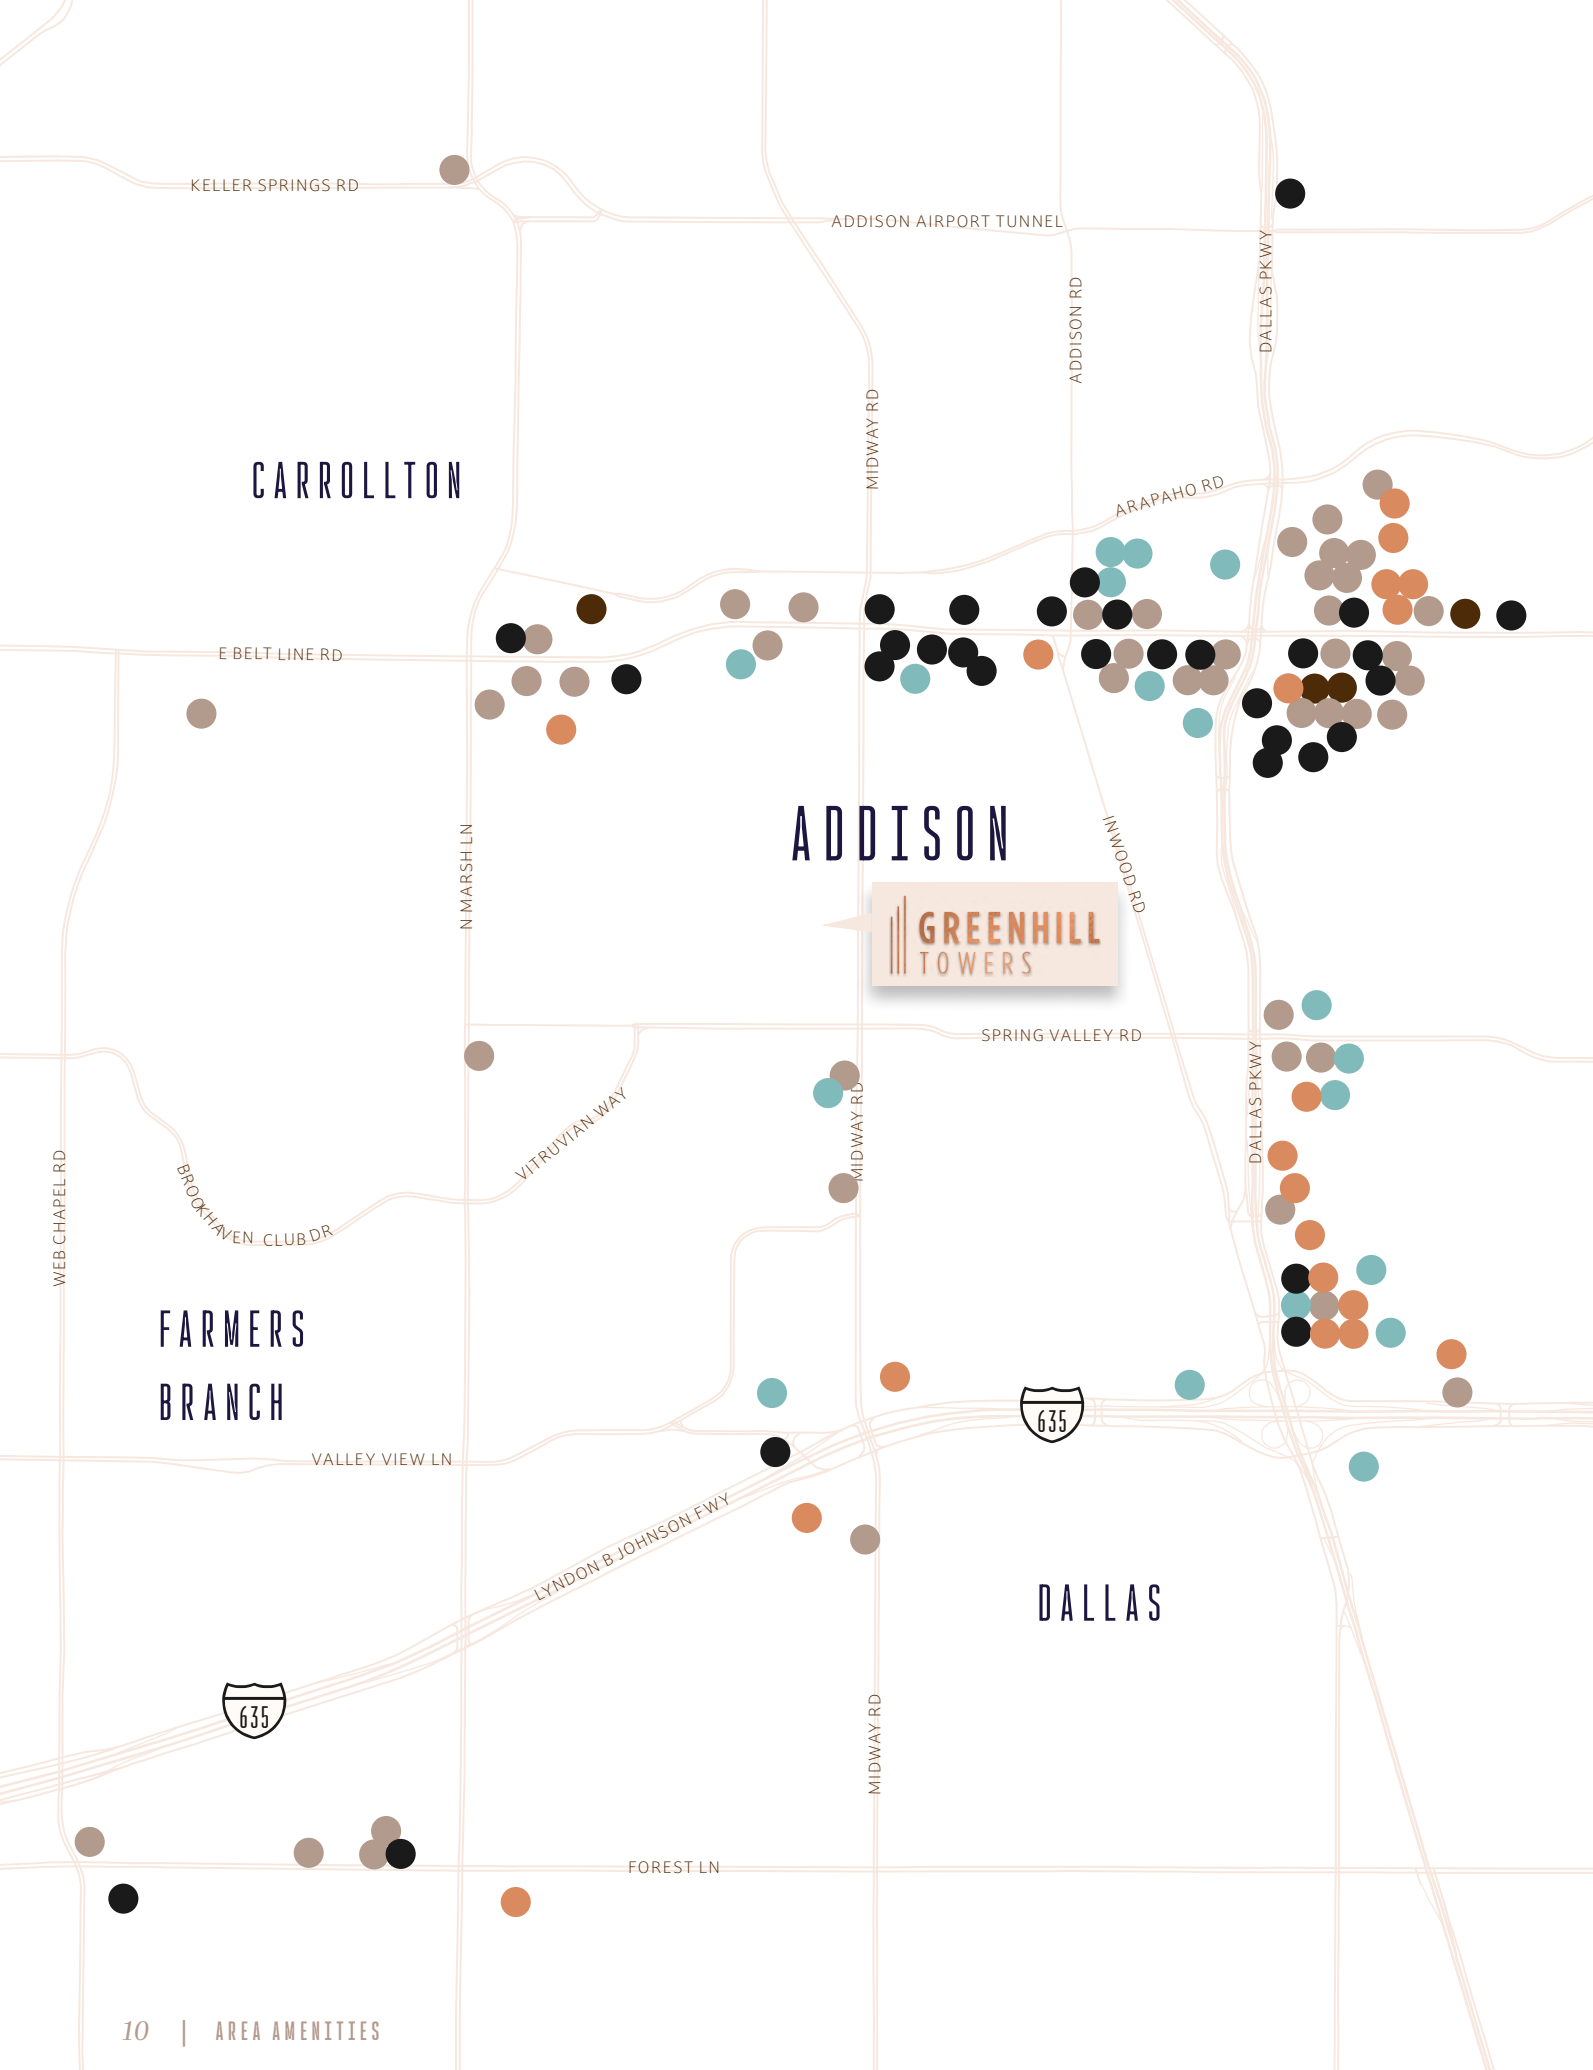 KELLER SPRINGS RD
ADDISON AIRPORT TUNNEL
DALLAS PKWY
ADDISON RD
MIDWAY RD
CARROLLTON
ARAPAHO RD
E BELT LINE RD
ADDISON
N MARSH LN
INWOOD RD
GREENHILL
TOWERS
SPRING VALLEY RD
DALLAS PKWY
VITRUVIAN WAY
MIDWAY RD
WEB CHAPEL RD
BROOKHAVEN CLUB DR
FARMERS
BRANCH
635
VALLEY VIEW LN
LYNDON B JOHNSON FWY
DALLAS
635
MIDWAY RD
FOREST LN
10 | AREA AMENITIES